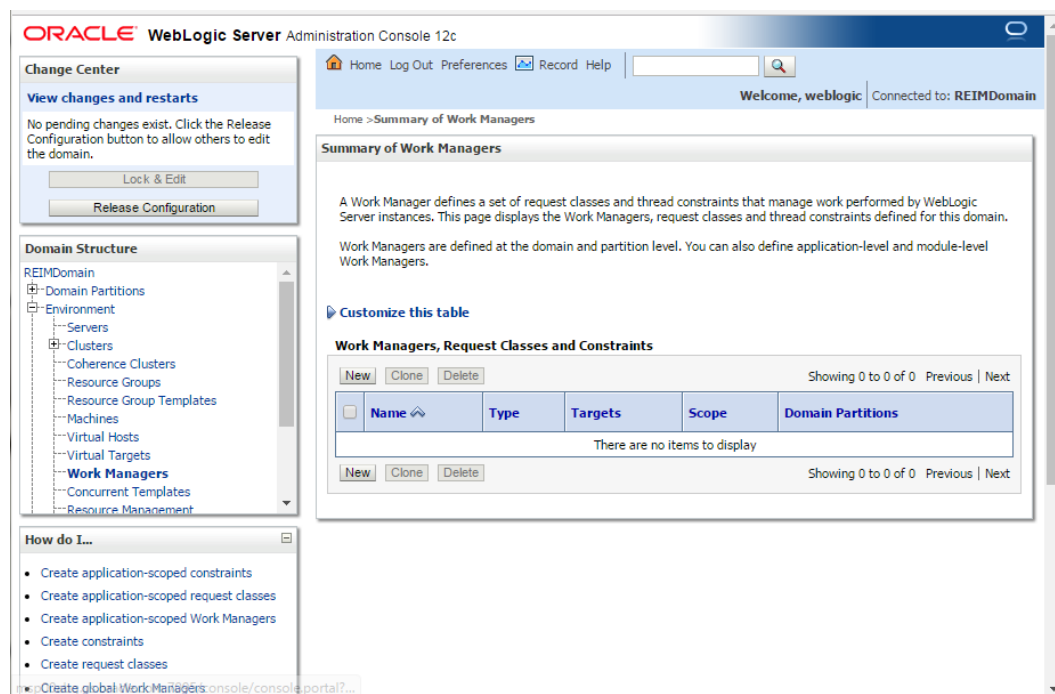 ORACLE WebLogic Server Administration Console 12c
Change Center
View changes and restarts
No pending changes exist. Click the Release
Configuration button to allow others to edit
the domain.
Lock & Edit
Release Configuration
Domain Structure
REIMDomain
Domain Partitions
Environment
Servers
Clusters
Coherence Clusters
Resource Groups
Resource Group Templates
Machines
Virtual Hosts
Virtual Targets
Work Managers
Concurrent Templates
Resource Management
How do I...
Create application-scoped constraints
Create application-scoped request classes
Create application-scoped Work Managers
Create constraints
Create request classes
Create global Work Managers
console/console.portal?...
Home Log Out Preferences Record Help
Welcome, weblogic Connected to: REIMDomain
Home >Summary of Work Managers
Summary of Work Managers
A Work Manager defines a set of request classes and thread constraints that manage work performed by WebLogic
Server instances. This page displays the Work Managers, request classes and thread constraints defined for this domain.
Work Managers are defined at the domain and partition level. You can also define application-level and module-level
Work Managers.
Customize this table
Work Managers, Request Classes and Constraints
New Clone Delete Showing 0 to 0 of 0 Previous | Next
Name Type Targets Scope Domain Partitions
There are no items to display
New Clone Delete Showing 0 to 0 of 0 Previous | Next